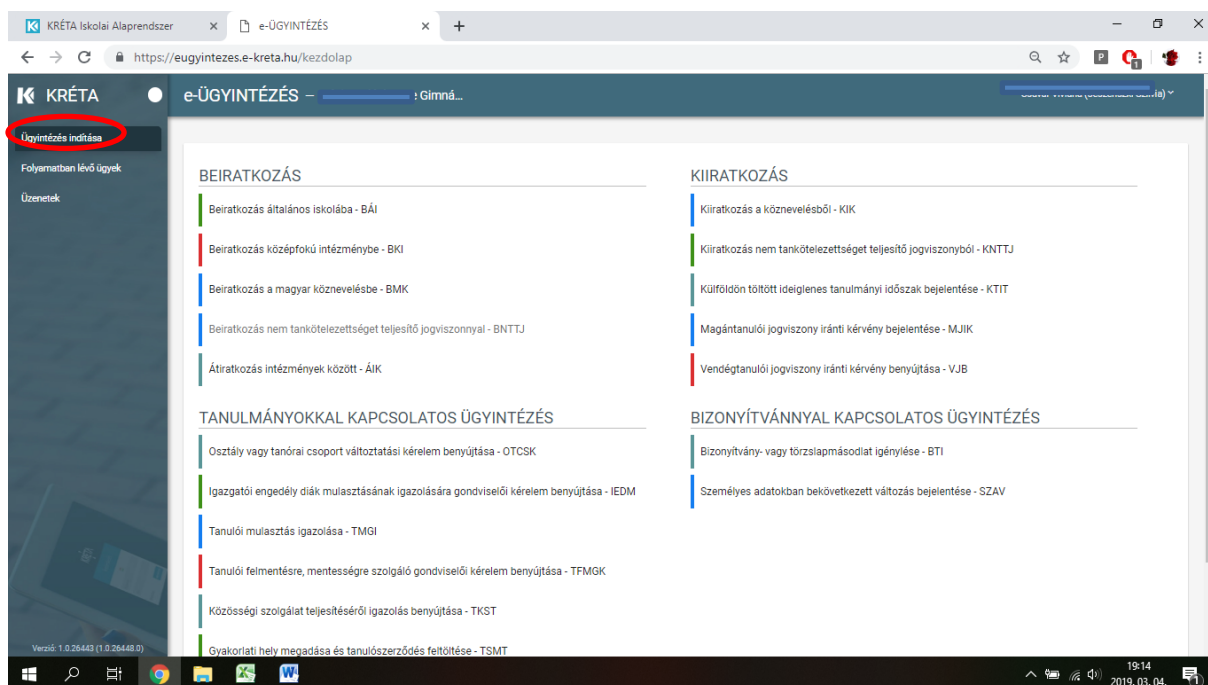 KRÉTA Iskolai Alaprendszer
e-ÜGYINTÉZÉS
https://eugyintezes.e-kreta.hu/kezdolap
KRÉTA
e-ÜGYINTÉZÉS –
Gimná...
Ügyintézés indítása
Folyamatban lévő ügyek
Üzenetek
BEIRATKOZÁS
Beiratkozás általános iskolába - BÁI
Beiratkozás középfokú intézménybe - BKI
Beiratkozás a magyar köznevelésbe - BMK
Beiratkozás nem tankötelezettséget teljesítő jogviszonnyal - BNTTJ
Átiratkozás intézmények között - ÁIK
KIIRATKOZÁS
Kiiratkozás a köznevelésből - KIK
Kiiratkozás nem tankötelezettséget teljesítő jogviszonyból - KNTTJ
Külföldön töltött ideiglenes tanulmányi időszak bejelentése - KTIT
Magántanulói jogviszony iránti kérvény bejelentése - MJIK
Vendégtanulói jogviszony iránti kérvény benyújtása - VJB
TANULMÁNYOKKAL KAPCSOLATOS ÜGYINTÉZÉS
Osztály vagy tanórai csoport változtatási kérelem benyújtása - OTCSK
Igazgatói engedély diák mulasztásának igazolására gondviselői kérelem benyújtása - IEDM
Tanulói mulasztás igazolása - TMGI
Tanulói felmentésre, mentességre szolgáló gondviselői kérelem benyújtása - TFMGK
Közösségi szolgálat teljesítéséről igazolás benyújtása - TKST
Gyakorlati hely megadása és tanulószerződés feltöltése - TSMT
BIZONYÍTVÁNNYAL KAPCSOLATOS ÜGYINTÉZÉS
Bizonyítvány- vagy törzslapmásodlat igénylése - BTI
Személyes adatokban bekövetkezett változás bejelentése - SZAV
Verzió: 1.0.26443 (1.0.26448.0)
19:14
2019. 03. 04.